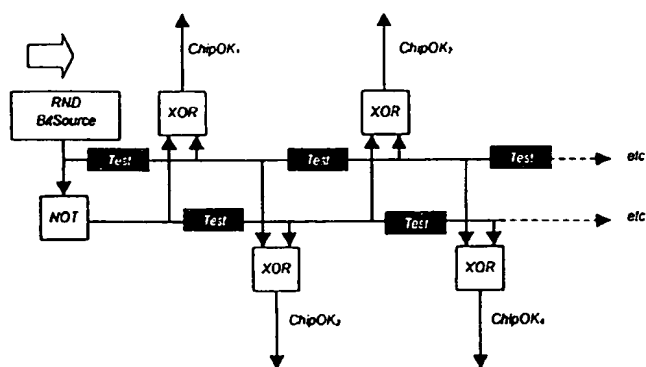 ChipOK₁
ChipOK₂
RND
BitSource
XOR
XOR
Test
Test
Test
etc
NOT
Test
Test
etc
XOR
XOR
ChipOK₃
ChipOK₄